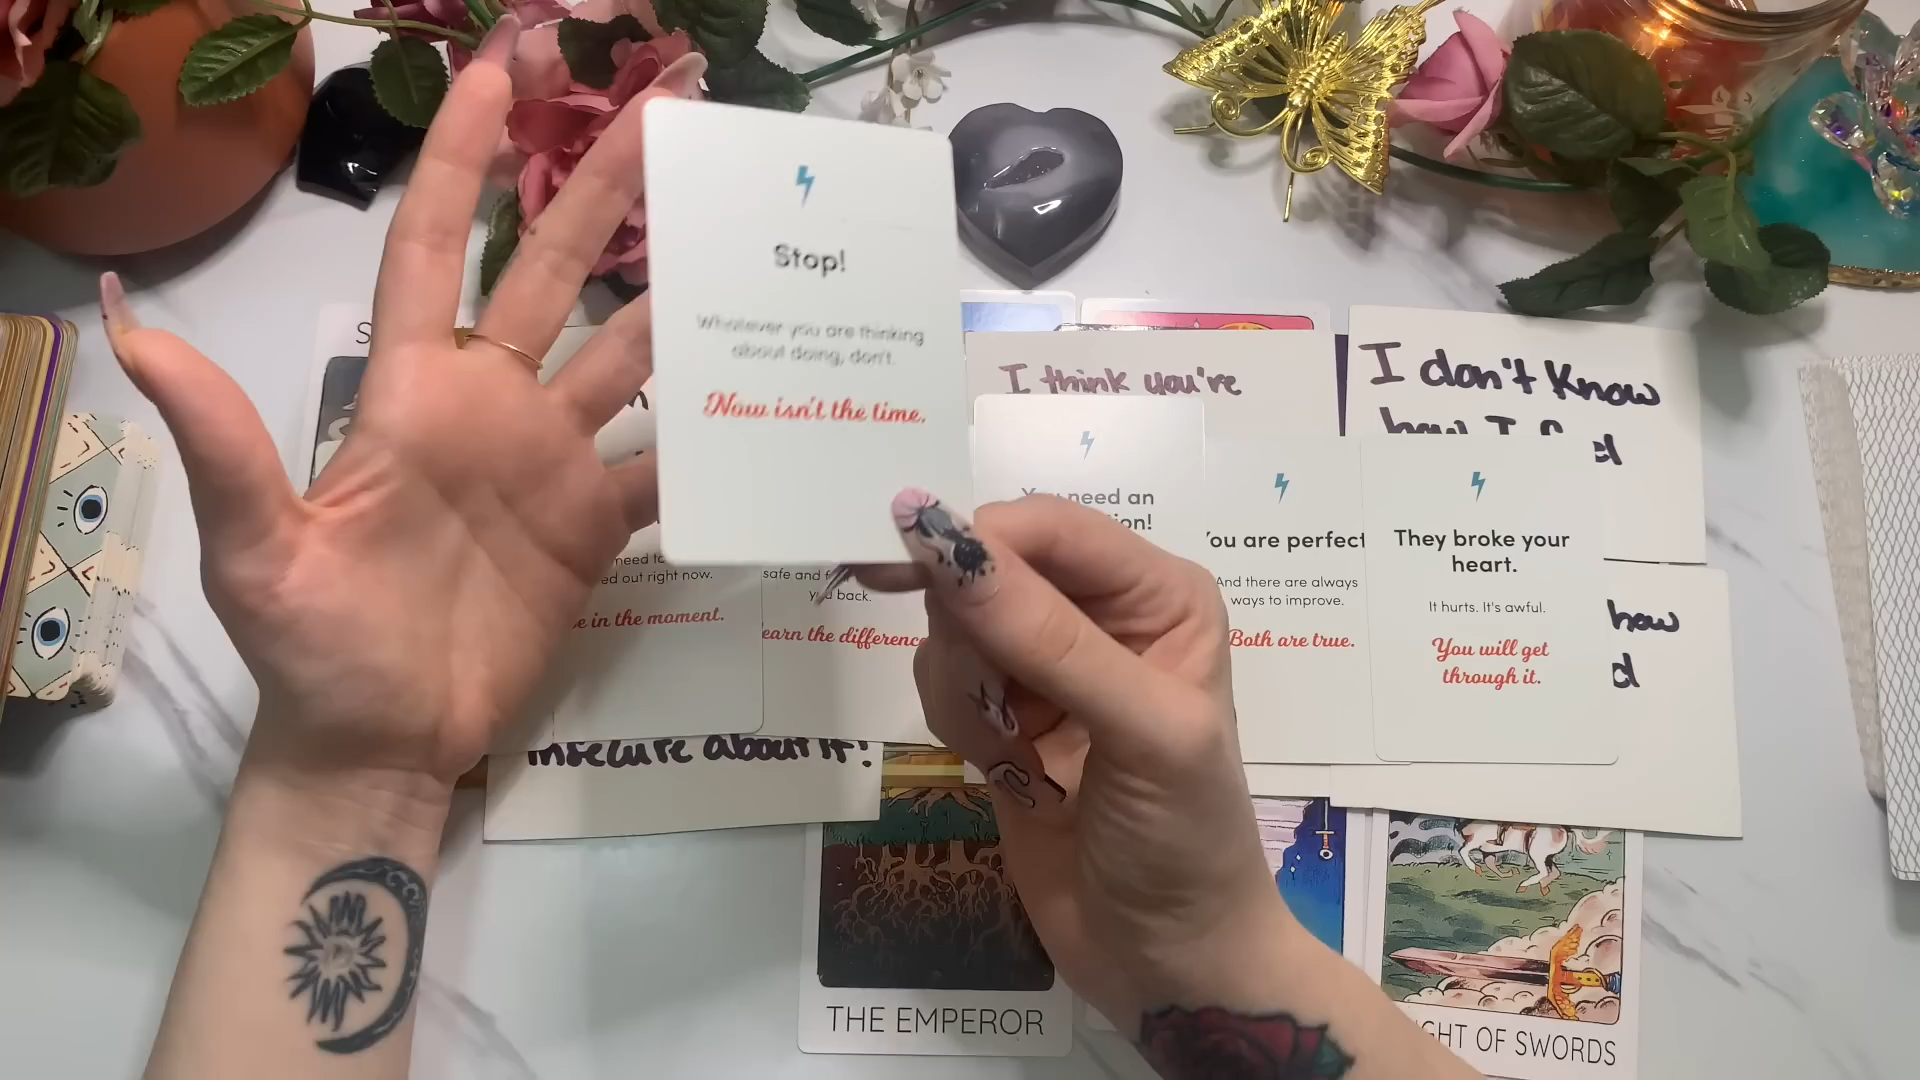 Stop!
Whatever you are thinking
about doing, don't.
Now isn't the time.
S
I think you're
I don't know
how I
d
need an
You are perfect
And there are always
ways to improve.
Both are true.
They broke your
heart.
It hurts. It's awful.
You will get
through it.
how
d
need to
ed out right now.
e in the moment.
safe and
you back.
earn the difference
insecure about it!
THE EMPEROR
GHT OF SWORDS